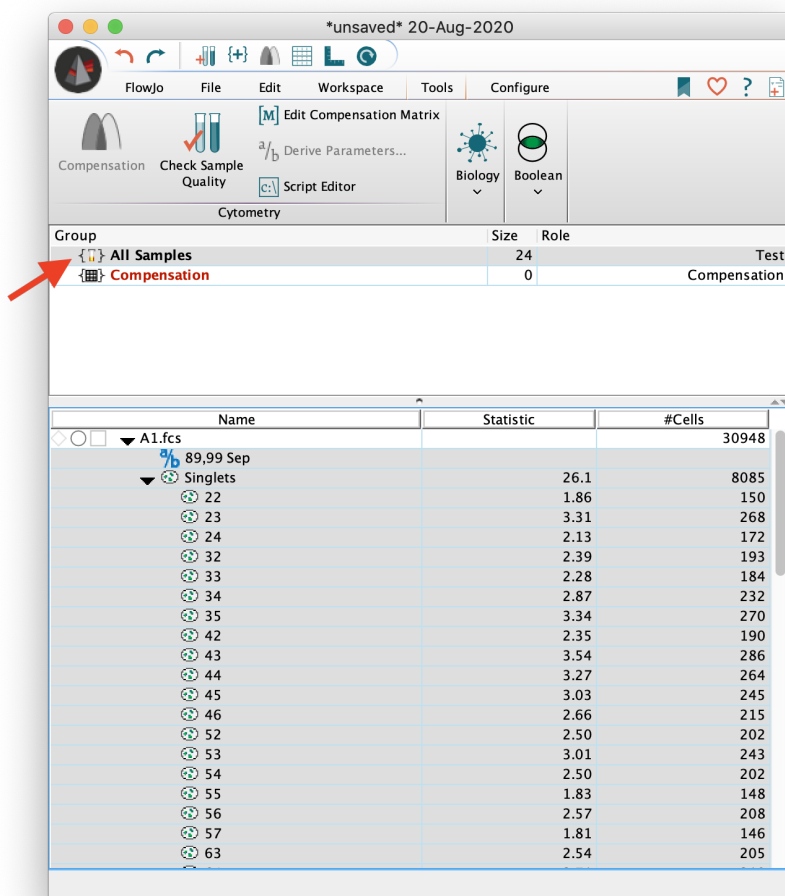 *unsaved* 20-Aug-2020
{+}
FlowJo File Edit Workspace Tools Configure ?
[M] Edit Compensation Matrix
a/b Derive Parameters...
C:\ Script Editor
Compensation
Check Sample
Quality
Biology
Boolean
Cytometry
Group Size Role
{ } All Samples 24 Test
{ } Compensation 0 Compensation
Name Statistic #Cells
A1.fcs 30948
a/b 89,99 Sep
Singlets 26.1 8085
22 1.86 150
23 3.31 268
24 2.13 172
32 2.39 193
33 2.28 184
34 2.87 232
35 3.34 270
42 2.35 190
43 3.54 286
44 3.27 264
45 3.03 245
46 2.66 215
52 2.50 202
53 3.01 243
54 2.50 202
55 1.83 148
56 2.57 208
57 1.81 146
63 2.54 205